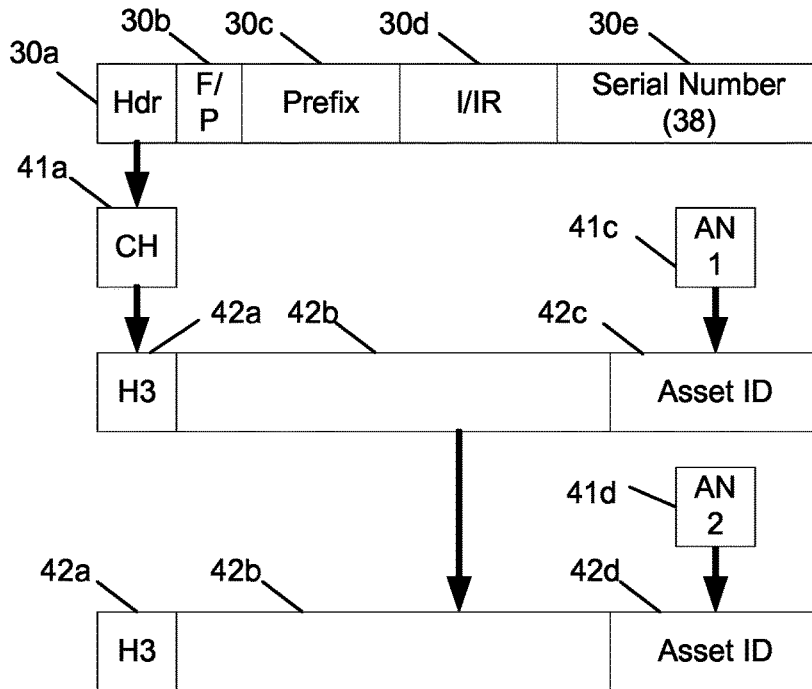 30b 30c 30d 30e
30a
Hdr F/ P Prefix I/IR Serial Number (38)
41a
CH
41c AN 1
42a 42b 42c
H3 Asset ID
41d AN 2
42a 42b 42d
H3 Asset ID